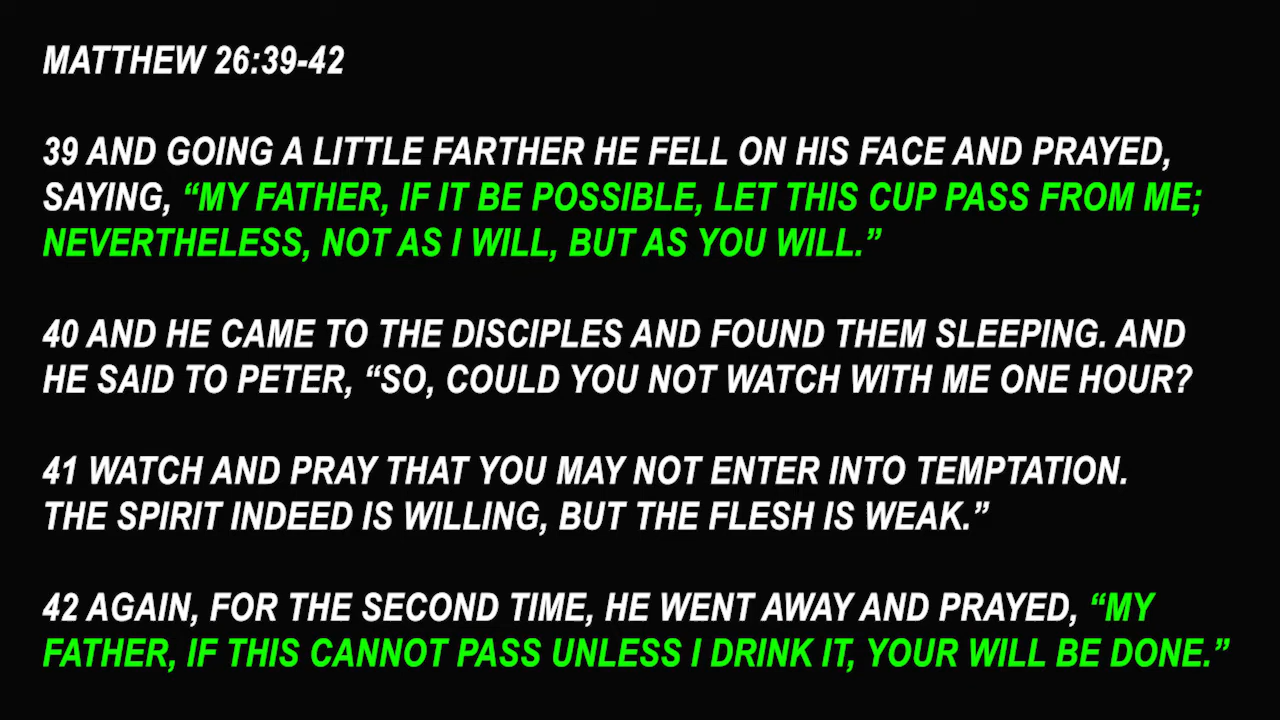 MATTHEW 26:39-42
39 AND GOING A LITTLE FARTHER HE FELL ON HIS FACE AND PRAYED,
SAYING, “MY FATHER, IF IT BE POSSIBLE, LET THIS CUP PASS FROM ME;
NEVERTHELESS, NOT AS I WILL, BUT AS YOU WILL.”
40 AND HE CAME TO THE DISCIPLES AND FOUND THEM SLEEPING. AND
HE SAID TO PETER, “SO, COULD YOU NOT WATCH WITH ME ONE HOUR?
41 WATCH AND PRAY THAT YOU MAY NOT ENTER INTO TEMPTATION.
THE SPIRIT INDEED IS WILLING, BUT THE FLESH IS WEAK.”
42 AGAIN, FOR THE SECOND TIME, HE WENT AWAY AND PRAYED, “MY
FATHER, IF THIS CANNOT PASS UNLESS I DRINK IT, YOUR WILL BE DONE.”